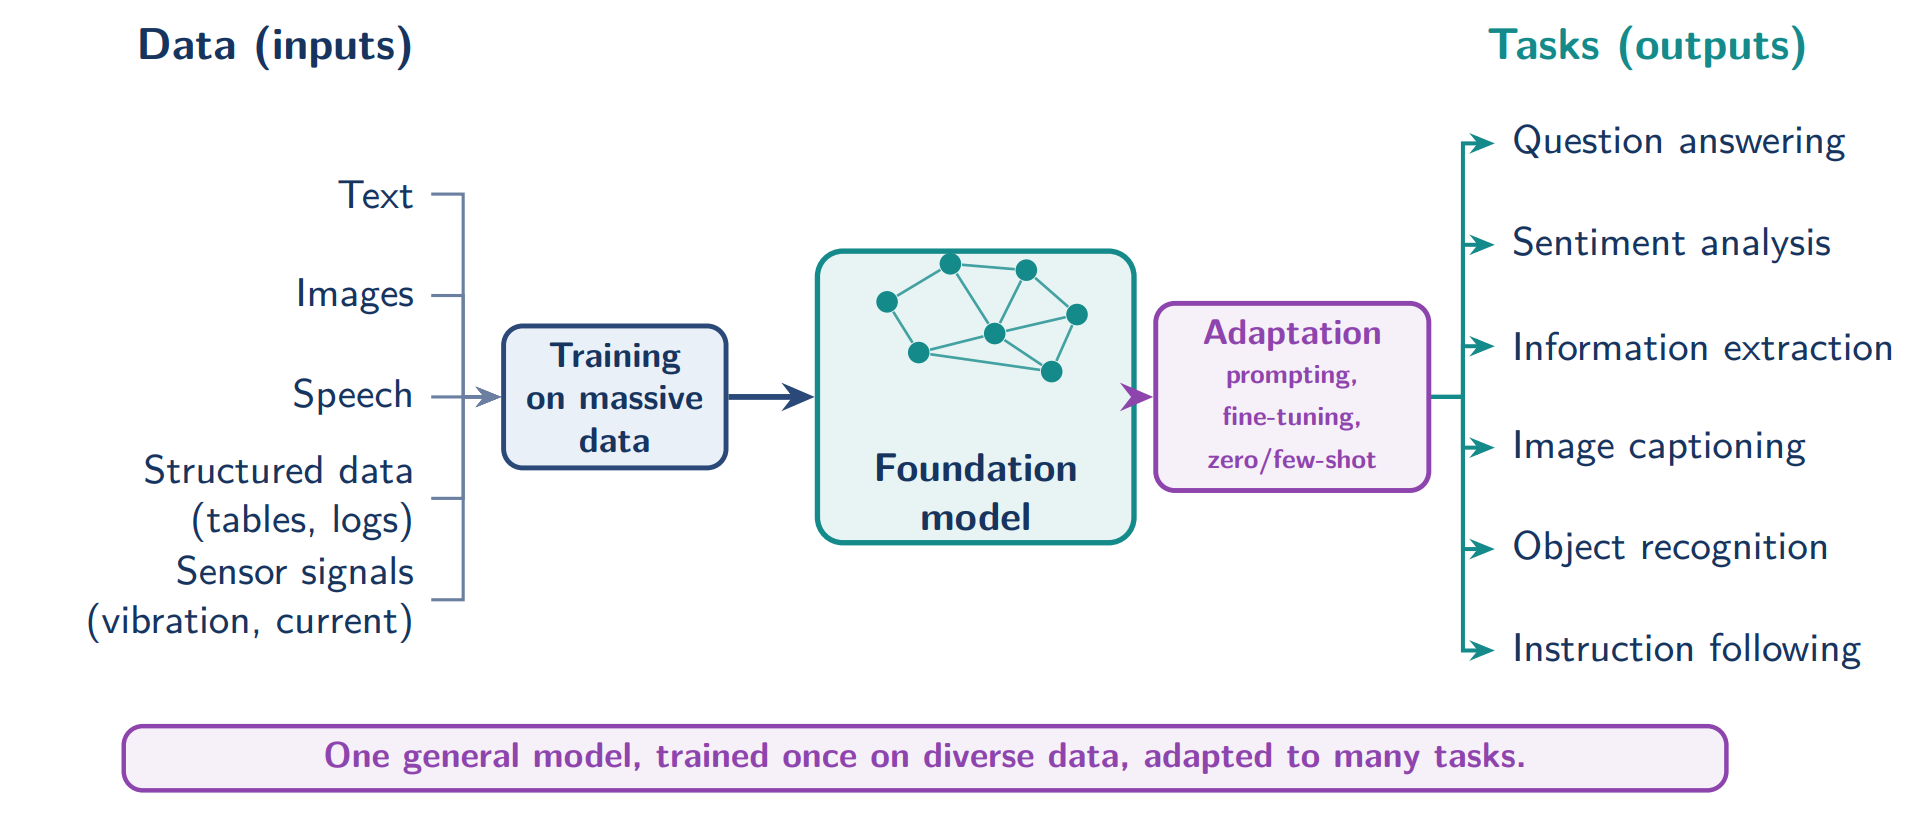 Data (inputs)
Tasks (outputs)
Text
Images
Speech
Structured data
(tables, logs)
Sensor signals
(vibration, current)
Training
on massive
data
Foundation
model
Adaptation
prompting,
fine-tuning,
zero/few-shot
Question answering
Sentiment analysis
Information extraction
Image captioning
Object recognition
Instruction following
One general model, trained once on diverse data, adapted to many tasks.